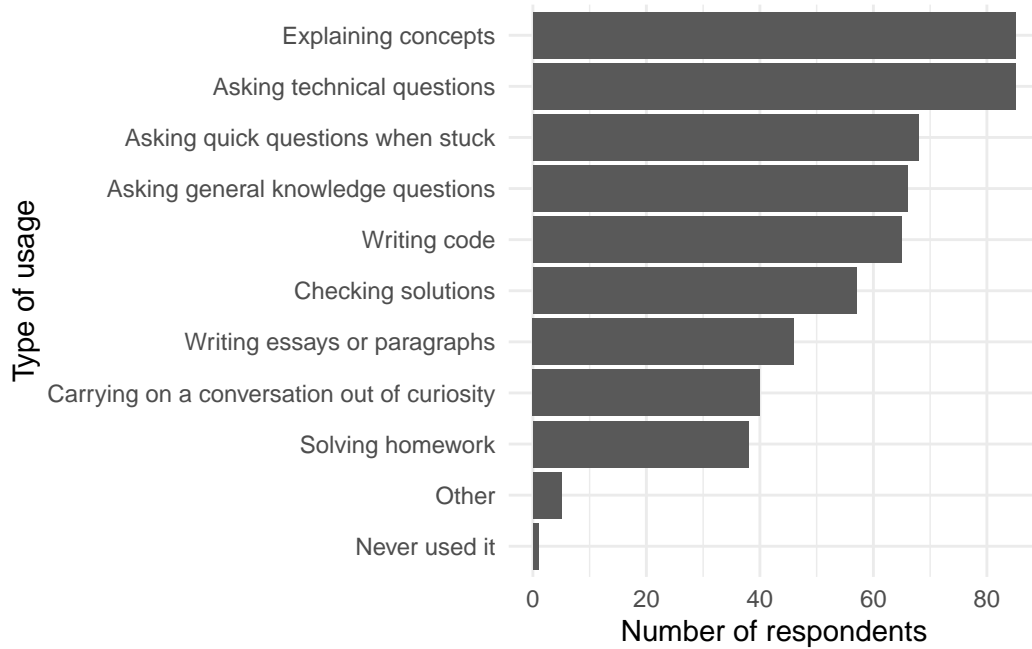 Explaining concepts
Asking technical questions
Asking quick questions when stuck
Asking general knowledge questions
Writing code
Checking solutions
Writing essays or paragraphs
Carrying on a conversation out of curiosity
Solving homework
Other
Never used it
Type of usage
0 20 40 60 80
Number of respondents